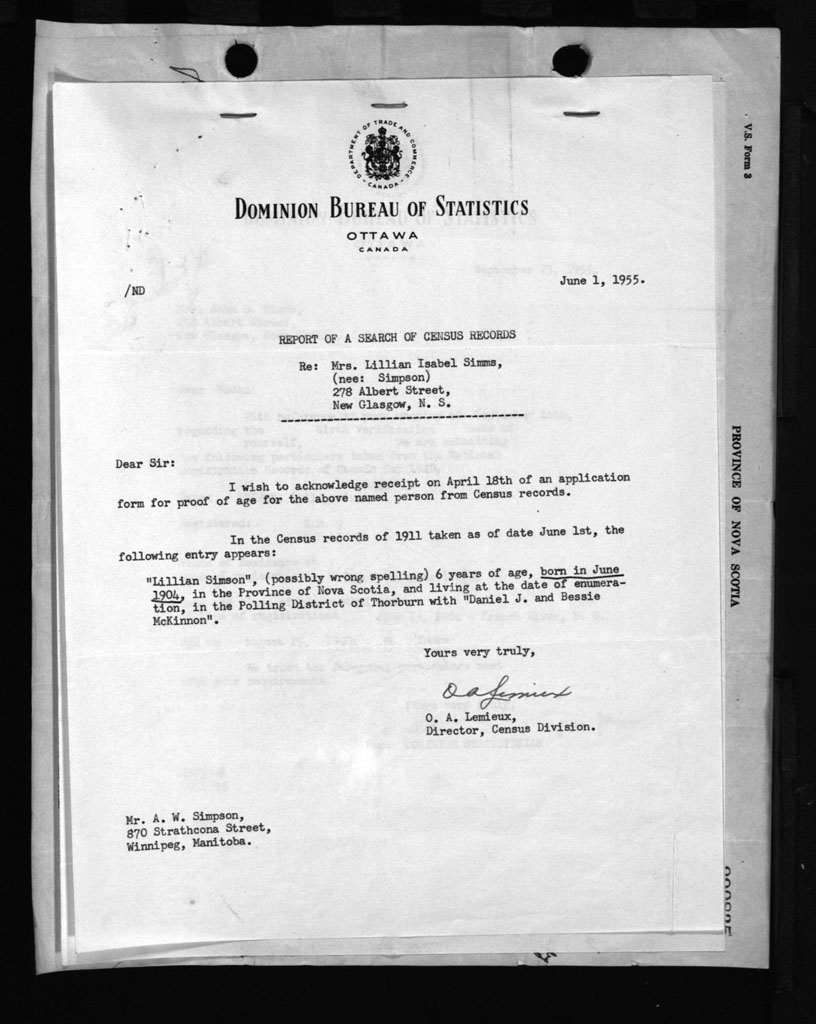 DEPARTMENT OF TRADE AND COMMERCE
CANADA
DOMINION BUREAU OF STATISTICS
OTTAWA
CANADA
V.S. Form 3
/ND
June 1, 1955.
REPORT OF A SEARCH OF CENSUS RECORDS
Re: Mrs. Lillian Isabel Simms,
(nee: Simpson)
278 Albert Street,
New Glasgow, N. S.
PROVINCE OF NOVA SCOTIA
Dear Sir:
I wish to acknowledge receipt on April 18th of an application
form for proof of age for the above named person from Census records.
In the Census records of 1911 taken as of date June 1st, the
following entry appears:
"Lillian Simson", (possibly wrong spelling) 6 years of age, born in June
1904, in the Province of Nova Scotia, and living at the date of enumera-
tion, in the Polling District of Thorburn with "Daniel J. and Bessie
McKinnon".
Yours very truly,
O A Lemieux
O. A. Lemieux,
Director, Census Division.
Mr. A. W. Simpson,
870 Strathcona Street,
Winnipeg, Manitoba.